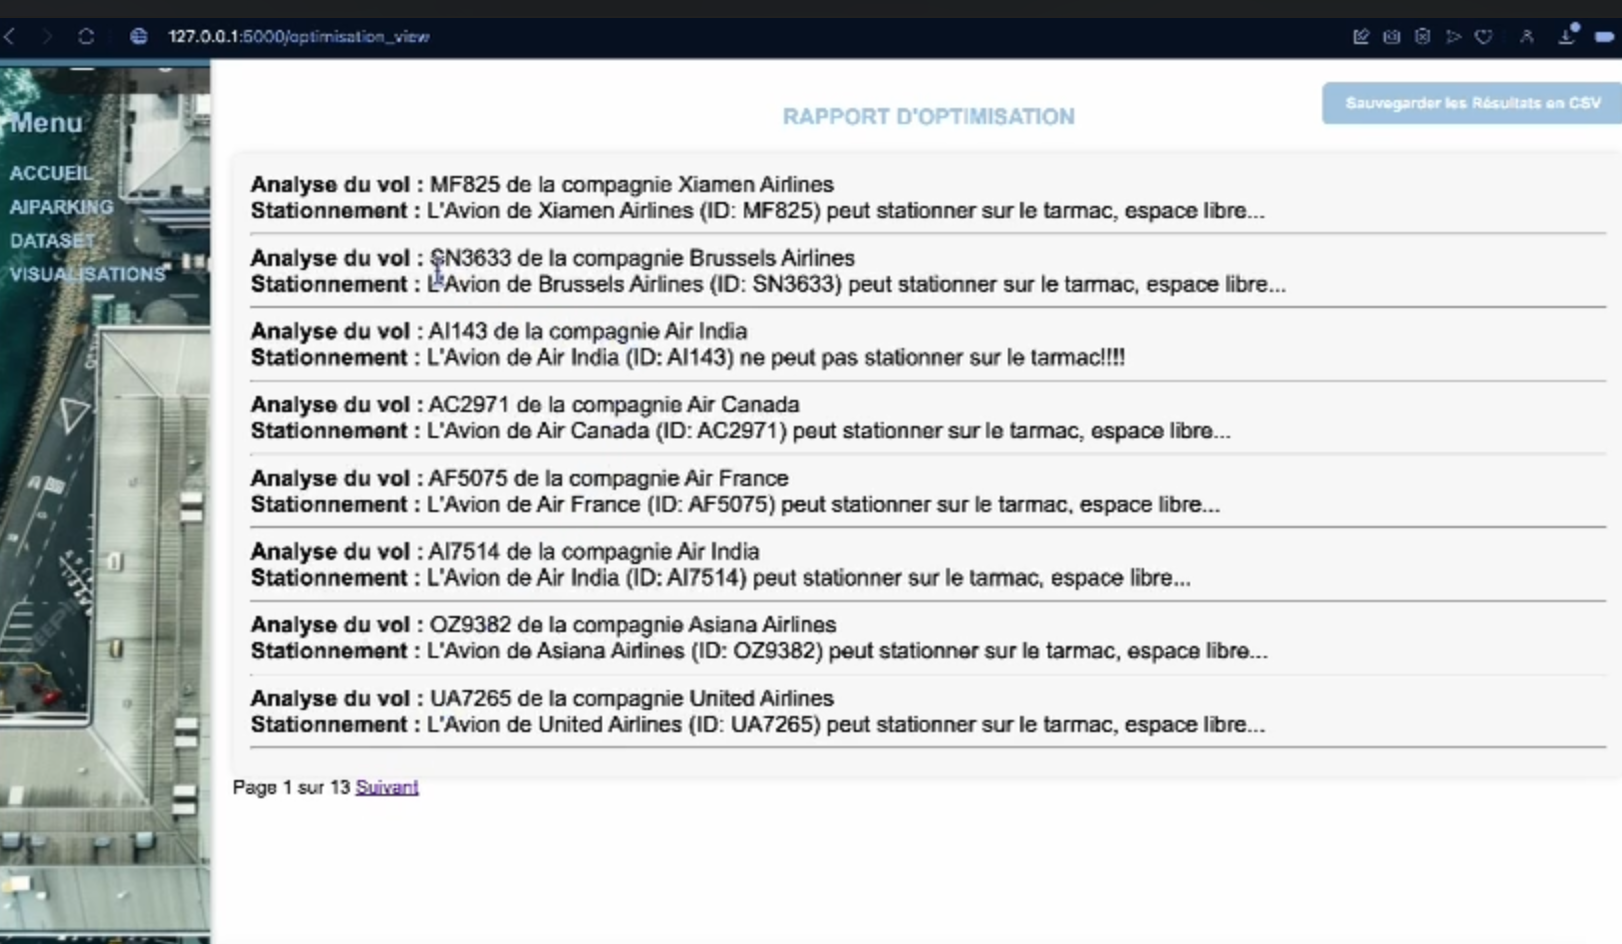 127.0.0.1:5000/optimisation_view
Menu
ACCUEIL
AIPARKING
DATASET
VISUALISATIONS
RAPPORT D'OPTIMISATION
Sauvegarder les Résultats en CSV
Analyse du vol : MF825 de la compagnie Xiamen Airlines
Stationnement : L'Avion de Xiamen Airlines (ID: MF825) peut stationner sur le tarmac, espace libre...
Analyse du vol : SN3633 de la compagnie Brussels Airlines
Stationnement : L'Avion de Brussels Airlines (ID: SN3633) peut stationner sur le tarmac, espace libre...
Analyse du vol : AI143 de la compagnie Air India
Stationnement : L'Avion de Air India (ID: AI143) ne peut pas stationner sur le tarmac!!!!
Analyse du vol : AC2971 de la compagnie Air Canada
Stationnement : L'Avion de Air Canada (ID: AC2971) peut stationner sur le tarmac, espace libre...
Analyse du vol : AF5075 de la compagnie Air France
Stationnement : L'Avion de Air France (ID: AF5075) peut stationner sur le tarmac, espace libre...
Analyse du vol : AI7514 de la compagnie Air India
Stationnement : L'Avion de Air India (ID: AI7514) peut stationner sur le tarmac, espace libre...
Analyse du vol : OZ9382 de la compagnie Asiana Airlines
Stationnement : L'Avion de Asiana Airlines (ID: OZ9382) peut stationner sur le tarmac, espace libre...
Analyse du vol : UA7265 de la compagnie United Airlines
Stationnement : L'Avion de United Airlines (ID: UA7265) peut stationner sur le tarmac, espace libre...
Page 1 sur 13 Suivant